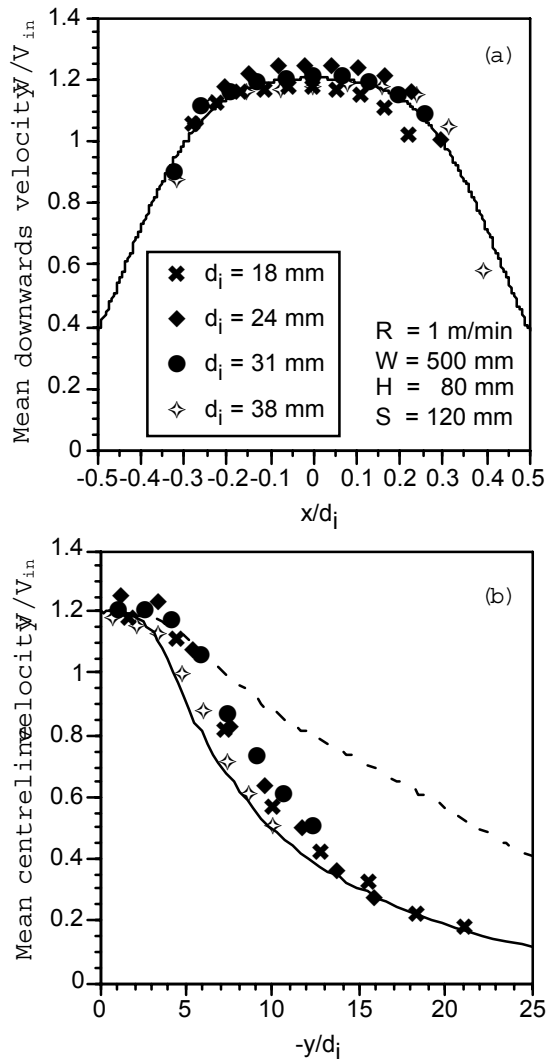 1.4
(a)
1.2
1
0.8
0.6
0.4
0.2
0
Mean downwards velocity
/V_in
✖ d_i = 18 mm
◆ d_i = 24 mm
● d_i = 31 mm
✧ d_i = 38 mm
R = 1 m/min
W = 500 mm
H = 80 mm
S = 120 mm
-0.5 -0.4 -0.3 -0.2 -0.1 0 0.1 0.2 0.3 0.4 0.5
x/d_i
1.4
(b)
1.2
1
0.8
0.6
0.4
0.2
0
Mean centreline
/V_in
0 5 10 15 20 25
-y/d_i